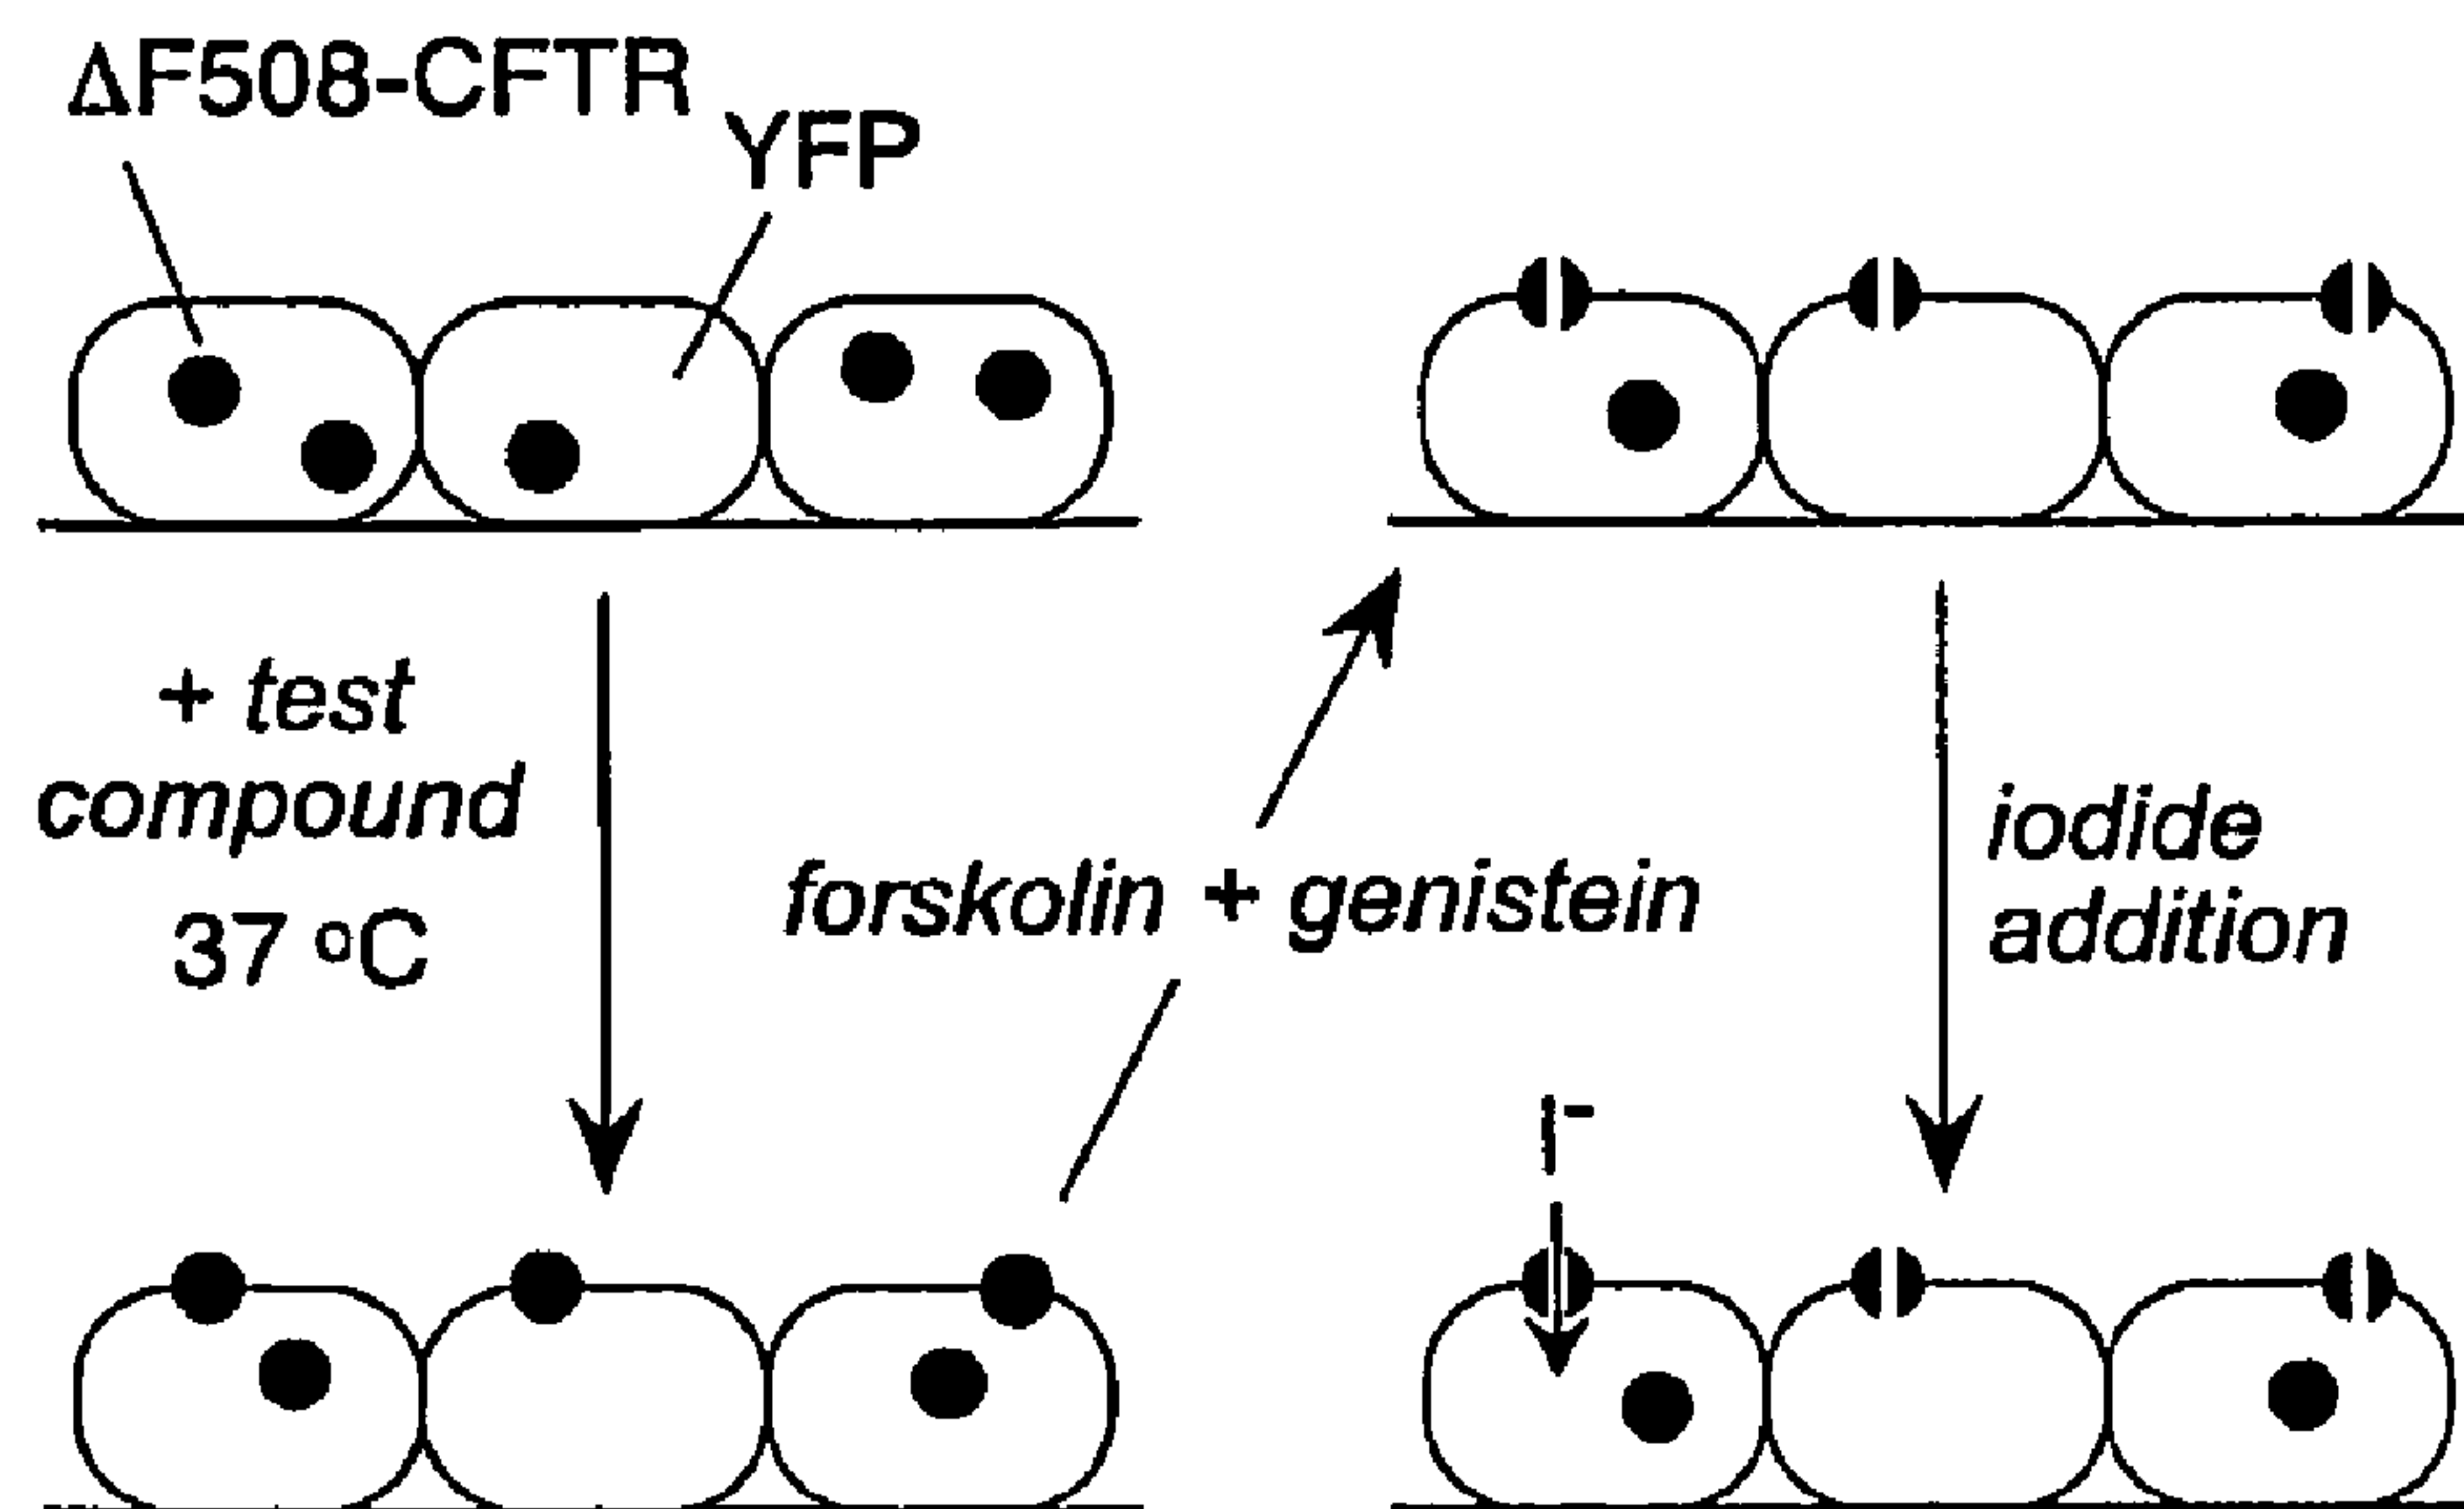 ΔF508-CFTR
YFP
+ test
compound
37 °C
forskolin + genistein
iodide
addition
I-